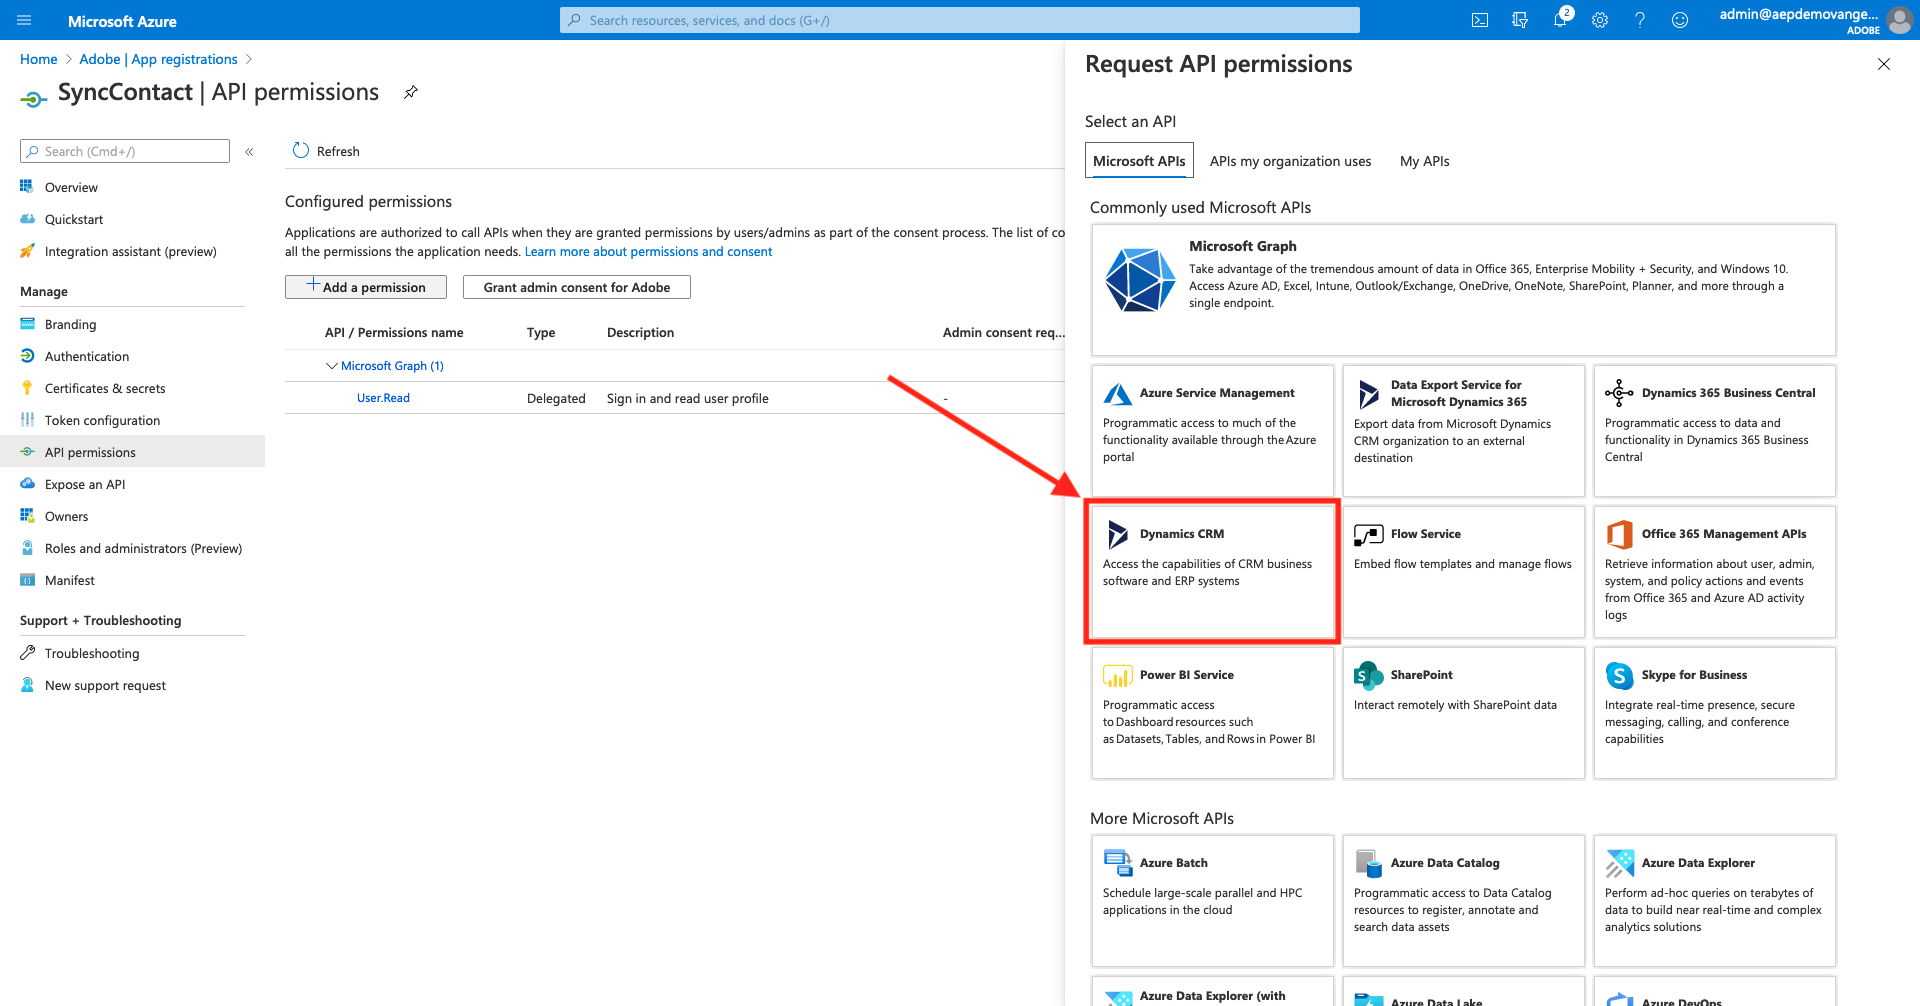 Microsoft Azure
Search resources, services, and docs (G+/)
2
admin@aepdemovange...
ADOBE
Home > Adobe | App registrations >
SyncContact | API permissions
Search (Cmd+/)
«
Overview
Quickstart
Integration assistant (preview)
Manage
Branding
Authentication
Certificates & secrets
Token configuration
API permissions
Expose an API
Owners
Roles and administrators (Preview)
Manifest
Support + Troubleshooting
Troubleshooting
New support request
Refresh
Configured permissions
Applications are authorized to call APIs when they are granted permissions by users/admins as part of the consent process. The list of co
all the permissions the application needs. Learn more about permissions and consent
Add a permission
Grant admin consent for Adobe
API / Permissions name Type Description Admin consent req...
Microsoft Graph (1)
User.Read Delegated Sign in and read user profile -
Request API permissions
Select an API
Microsoft APIs APIs my organization uses My APIs
Commonly used Microsoft APIs
Microsoft Graph
Take advantage of the tremendous amount of data in Office 365, Enterprise Mobility + Security, and Windows 10.
Access Azure AD, Excel, Intune, Outlook/Exchange, OneDrive, OneNote, SharePoint, Planner, and more through a
single endpoint.
Azure Service Management
Programmatic access to much of the
functionality available through the Azure
portal
Data Export Service for
Microsoft Dynamics 365
Export data from Microsoft Dynamics
CRM organization to an external
destination
Dynamics 365 Business Central
Programmatic access to data and
functionality in Dynamics 365 Business
Central
Dynamics CRM
Access the capabilities of CRM business
software and ERP systems
Flow Service
Embed flow templates and manage flows
Office 365 Management APIs
Retrieve information about user, admin,
system, and policy actions and events
from Office 365 and Azure AD activity
logs
Power BI Service
Programmatic access
to Dashboard resources such
as Datasets, Tables, and Rows in Power BI
SharePoint
Interact remotely with SharePoint data
Skype for Business
Integrate real-time presence, secure
messaging, calling, and conference
capabilities
More Microsoft APIs
Azure Batch
Schedule large-scale parallel and HPC
applications in the cloud
Azure Data Catalog
Programmatic access to Data Catalog
resources to register, annotate and
search data assets
Azure Data Explorer
Perform ad-hoc queries on terabytes of
data to build near real-time and complex
analytics solutions
Azure Data Explorer (with
Azure Data Lake
Azure DevOps